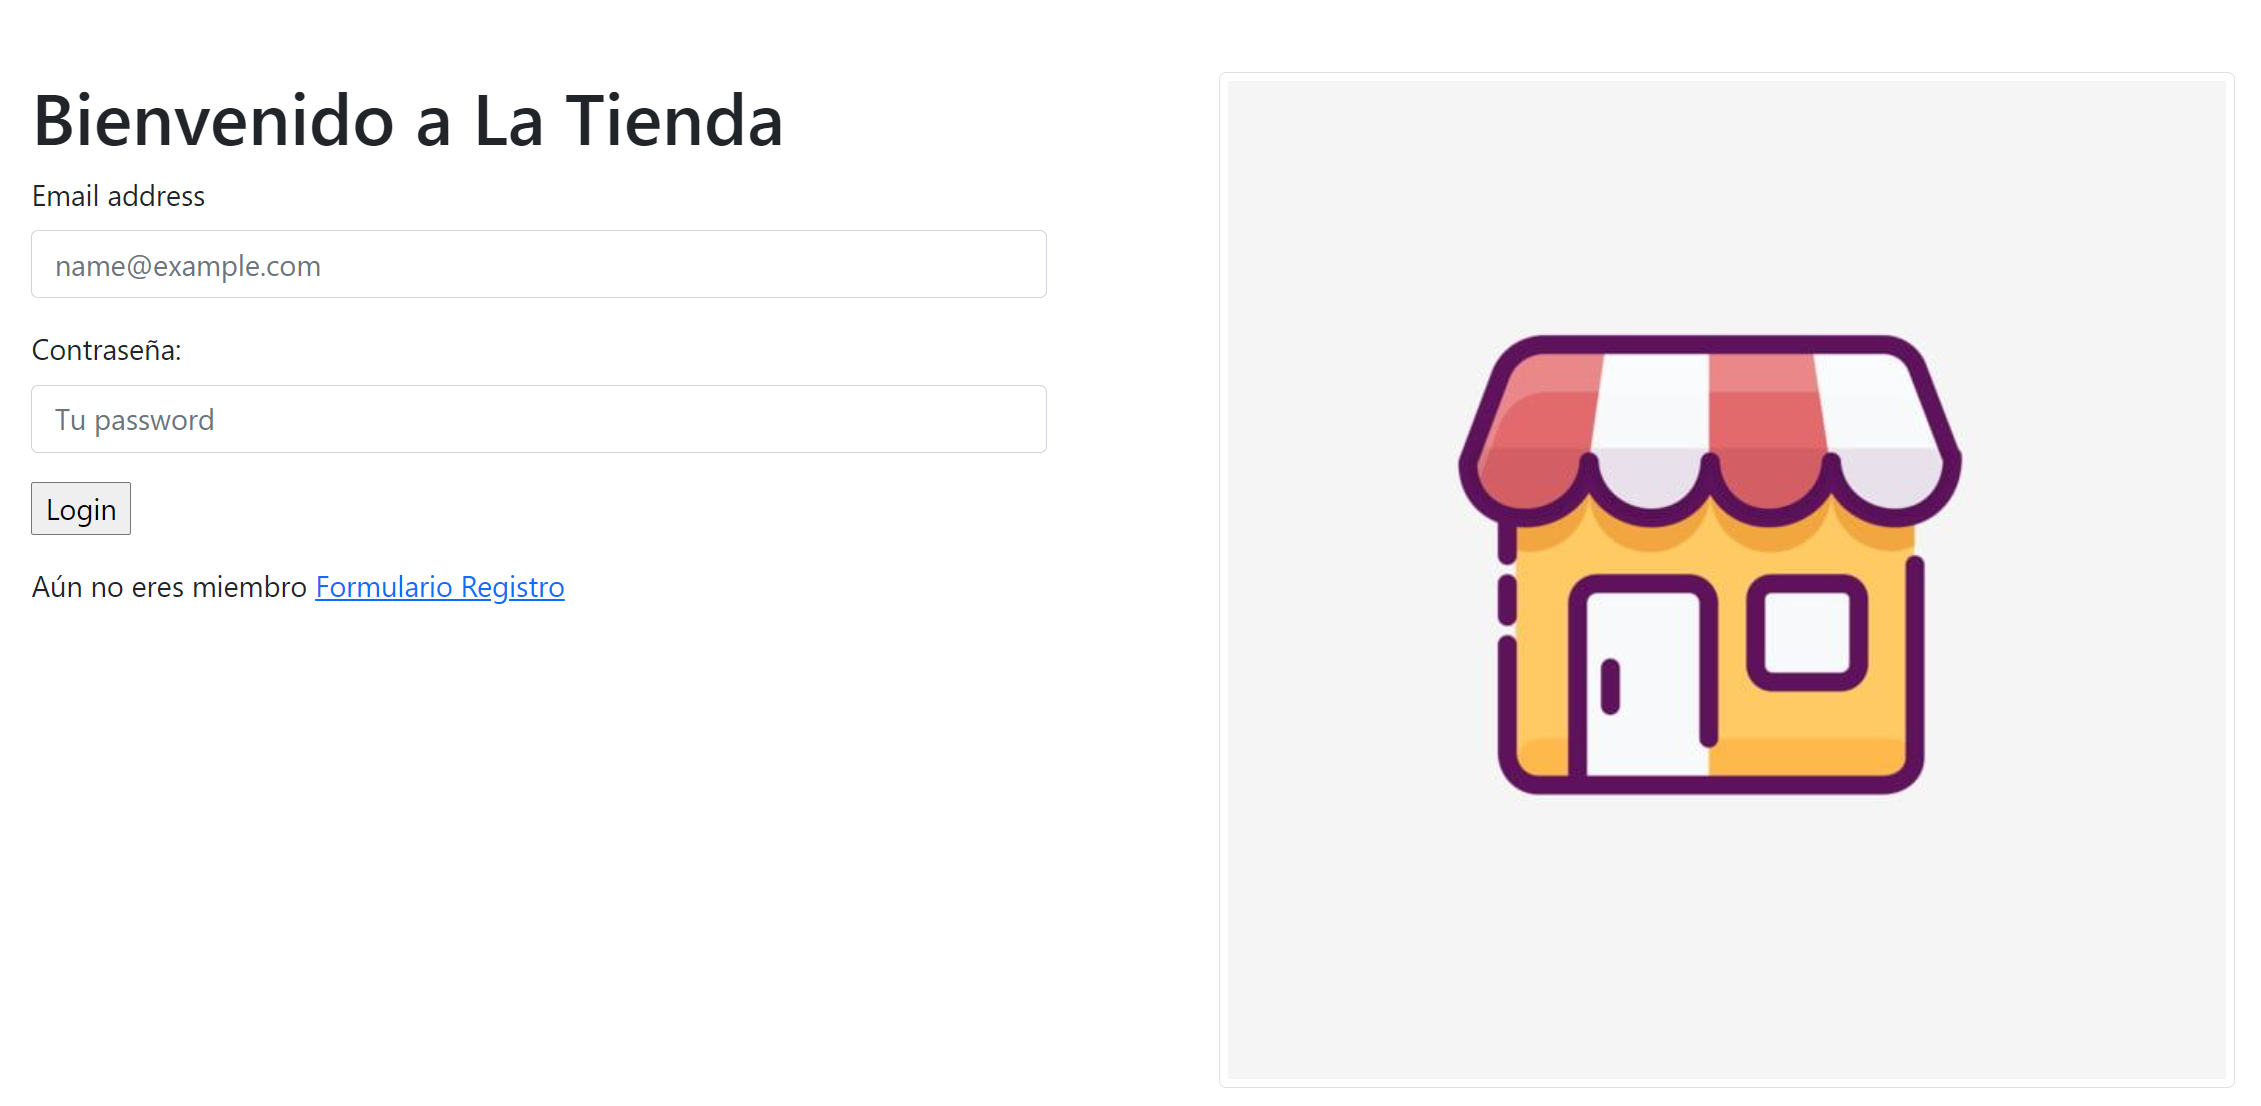 Bienvenido a La Tienda
Email address
name@example.com
Contraseña:
Tu password
Login
Aún no eres miembro Formulario Registro